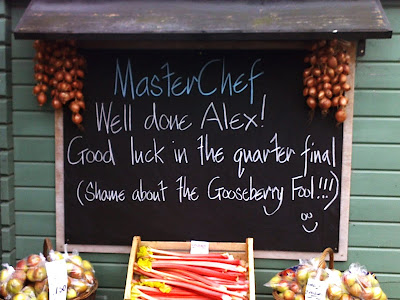 MasterChef
Well done Alex!
Good luck in the quarter final
(Shame about the Gooseberry Fool!!!)